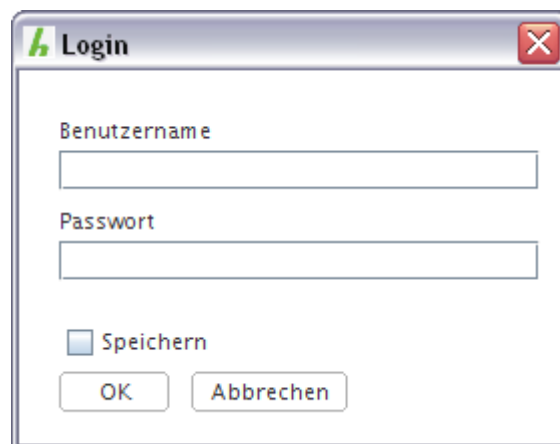 Login
Benutzername
Passwort
Speichern
OK Abbrechen